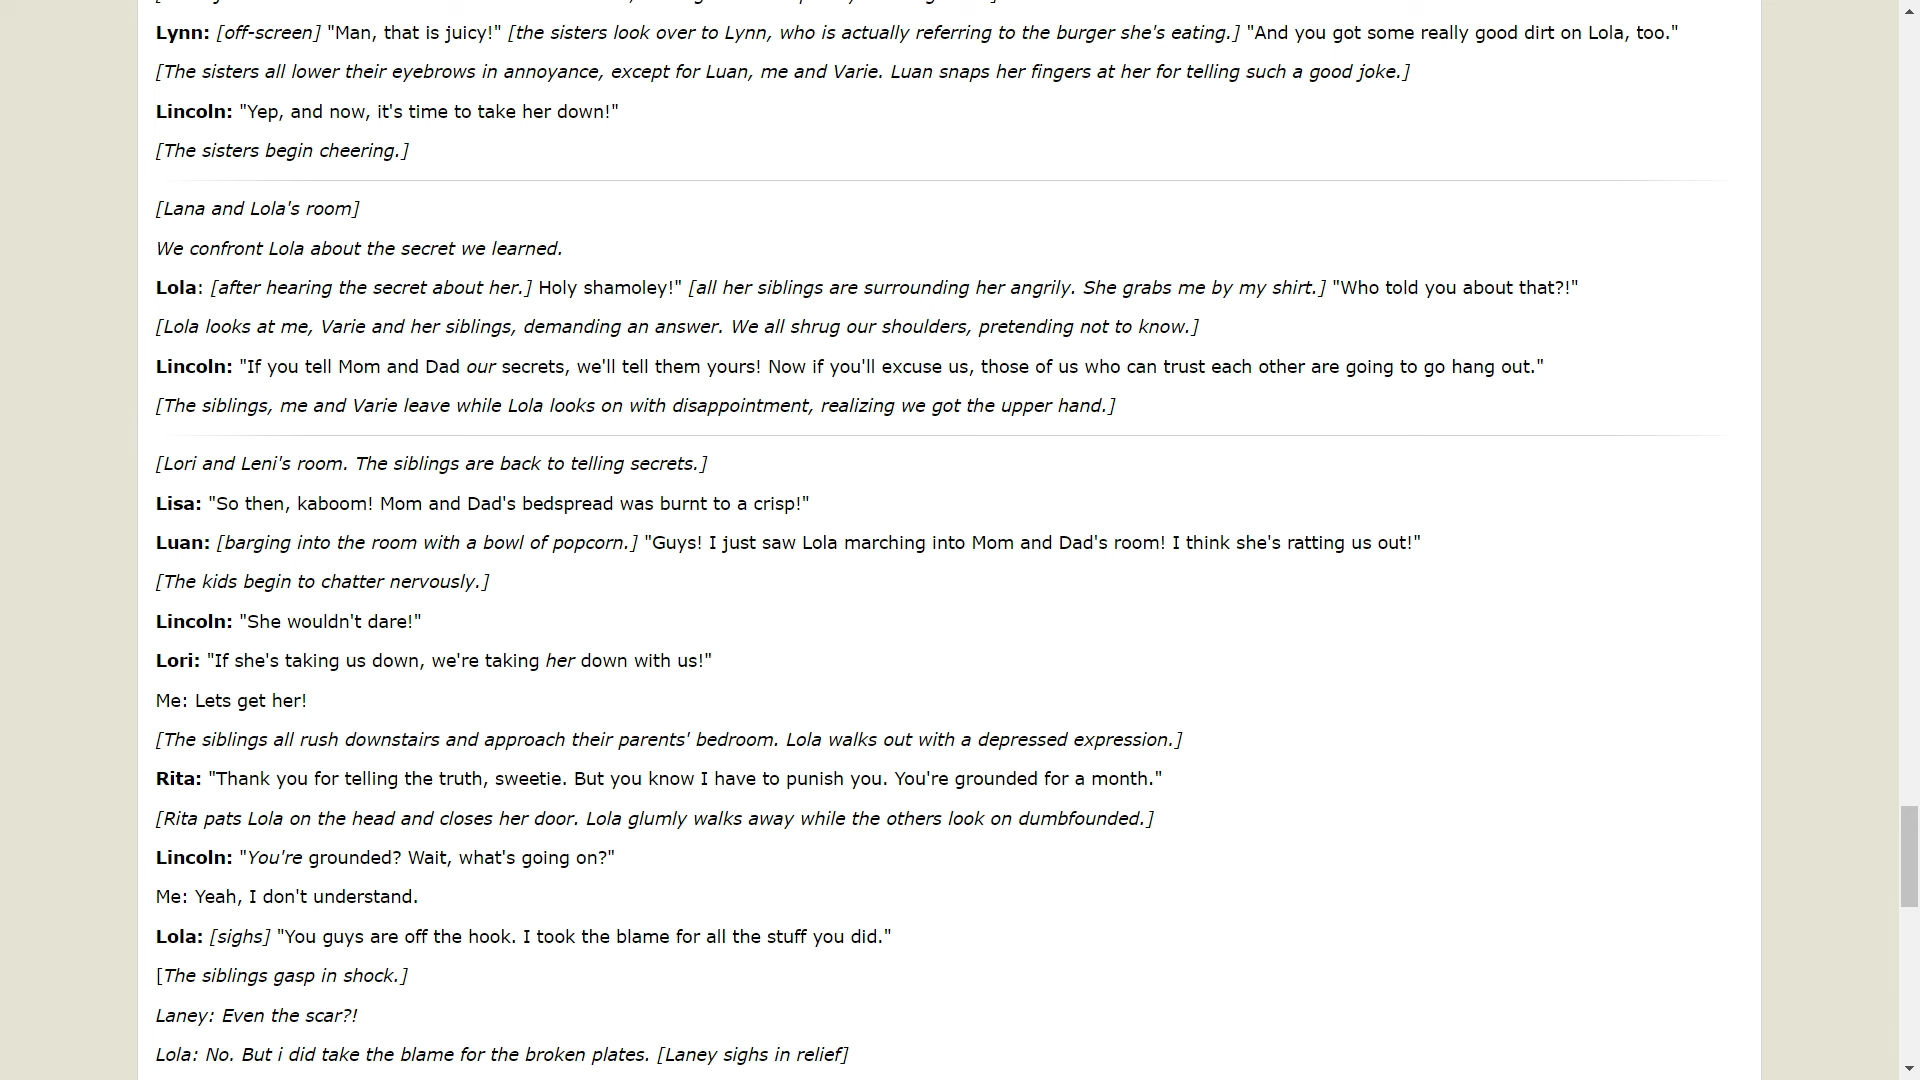 Lynn: [off-screen] "Man, that is juicy!" [the sisters look over to Lynn, who is actually referring to the burger she's eating.] "And you got some really good dirt on Lola, too."
[The sisters all lower their eyebrows in annoyance, except for Luan, me and Varie. Luan snaps her fingers at her for telling such a good joke.]
Lincoln: "Yep, and now, it's time to take her down!"
[The sisters begin cheering.]
[Lana and Lola's room]
We confront Lola about the secret we learned.
Lola: [after hearing the secret about her.] Holy shamoley!" [all her siblings are surrounding her angrily. She grabs me by my shirt.] "Who told you about that?!"
[Lola looks at me, Varie and her siblings, demanding an answer. We all shrug our shoulders, pretending not to know.]
Lincoln: "If you tell Mom and Dad our secrets, we'll tell them yours! Now if you'll excuse us, those of us who can trust each other are going to go hang out."
[The siblings, me and Varie leave while Lola looks on with disappointment, realizing we got the upper hand.]
[Lori and Leni's room. The siblings are back to telling secrets.]
Lisa: "So then, kaboom! Mom and Dad's bedspread was burnt to a crisp!"
Luan: [barging into the room with a bowl of popcorn.] "Guys! I just saw Lola marching into Mom and Dad's room! I think she's ratting us out!"
[The kids begin to chatter nervously.]
Lincoln: "She wouldn't dare!"
Lori: "If she's taking us down, we're taking her down with us!"
Me: Lets get her!
[The siblings all rush downstairs and approach their parents' bedroom. Lola walks out with a depressed expression.]
Rita: "Thank you for telling the truth, sweetie. But you know I have to punish you. You're grounded for a month."
[Rita pats Lola on the head and closes her door. Lola glumly walks away while the others look on dumbfounded.]
Lincoln: "You're grounded? Wait, what's going on?"
Me: Yeah, I don't understand.
Lola: [sighs] "You guys are off the hook. I took the blame for all the stuff you did."
[The siblings gasp in shock.]
Laney: Even the scar?!
Lola: No. But i did take the blame for the broken plates. [Laney sighs in relief]